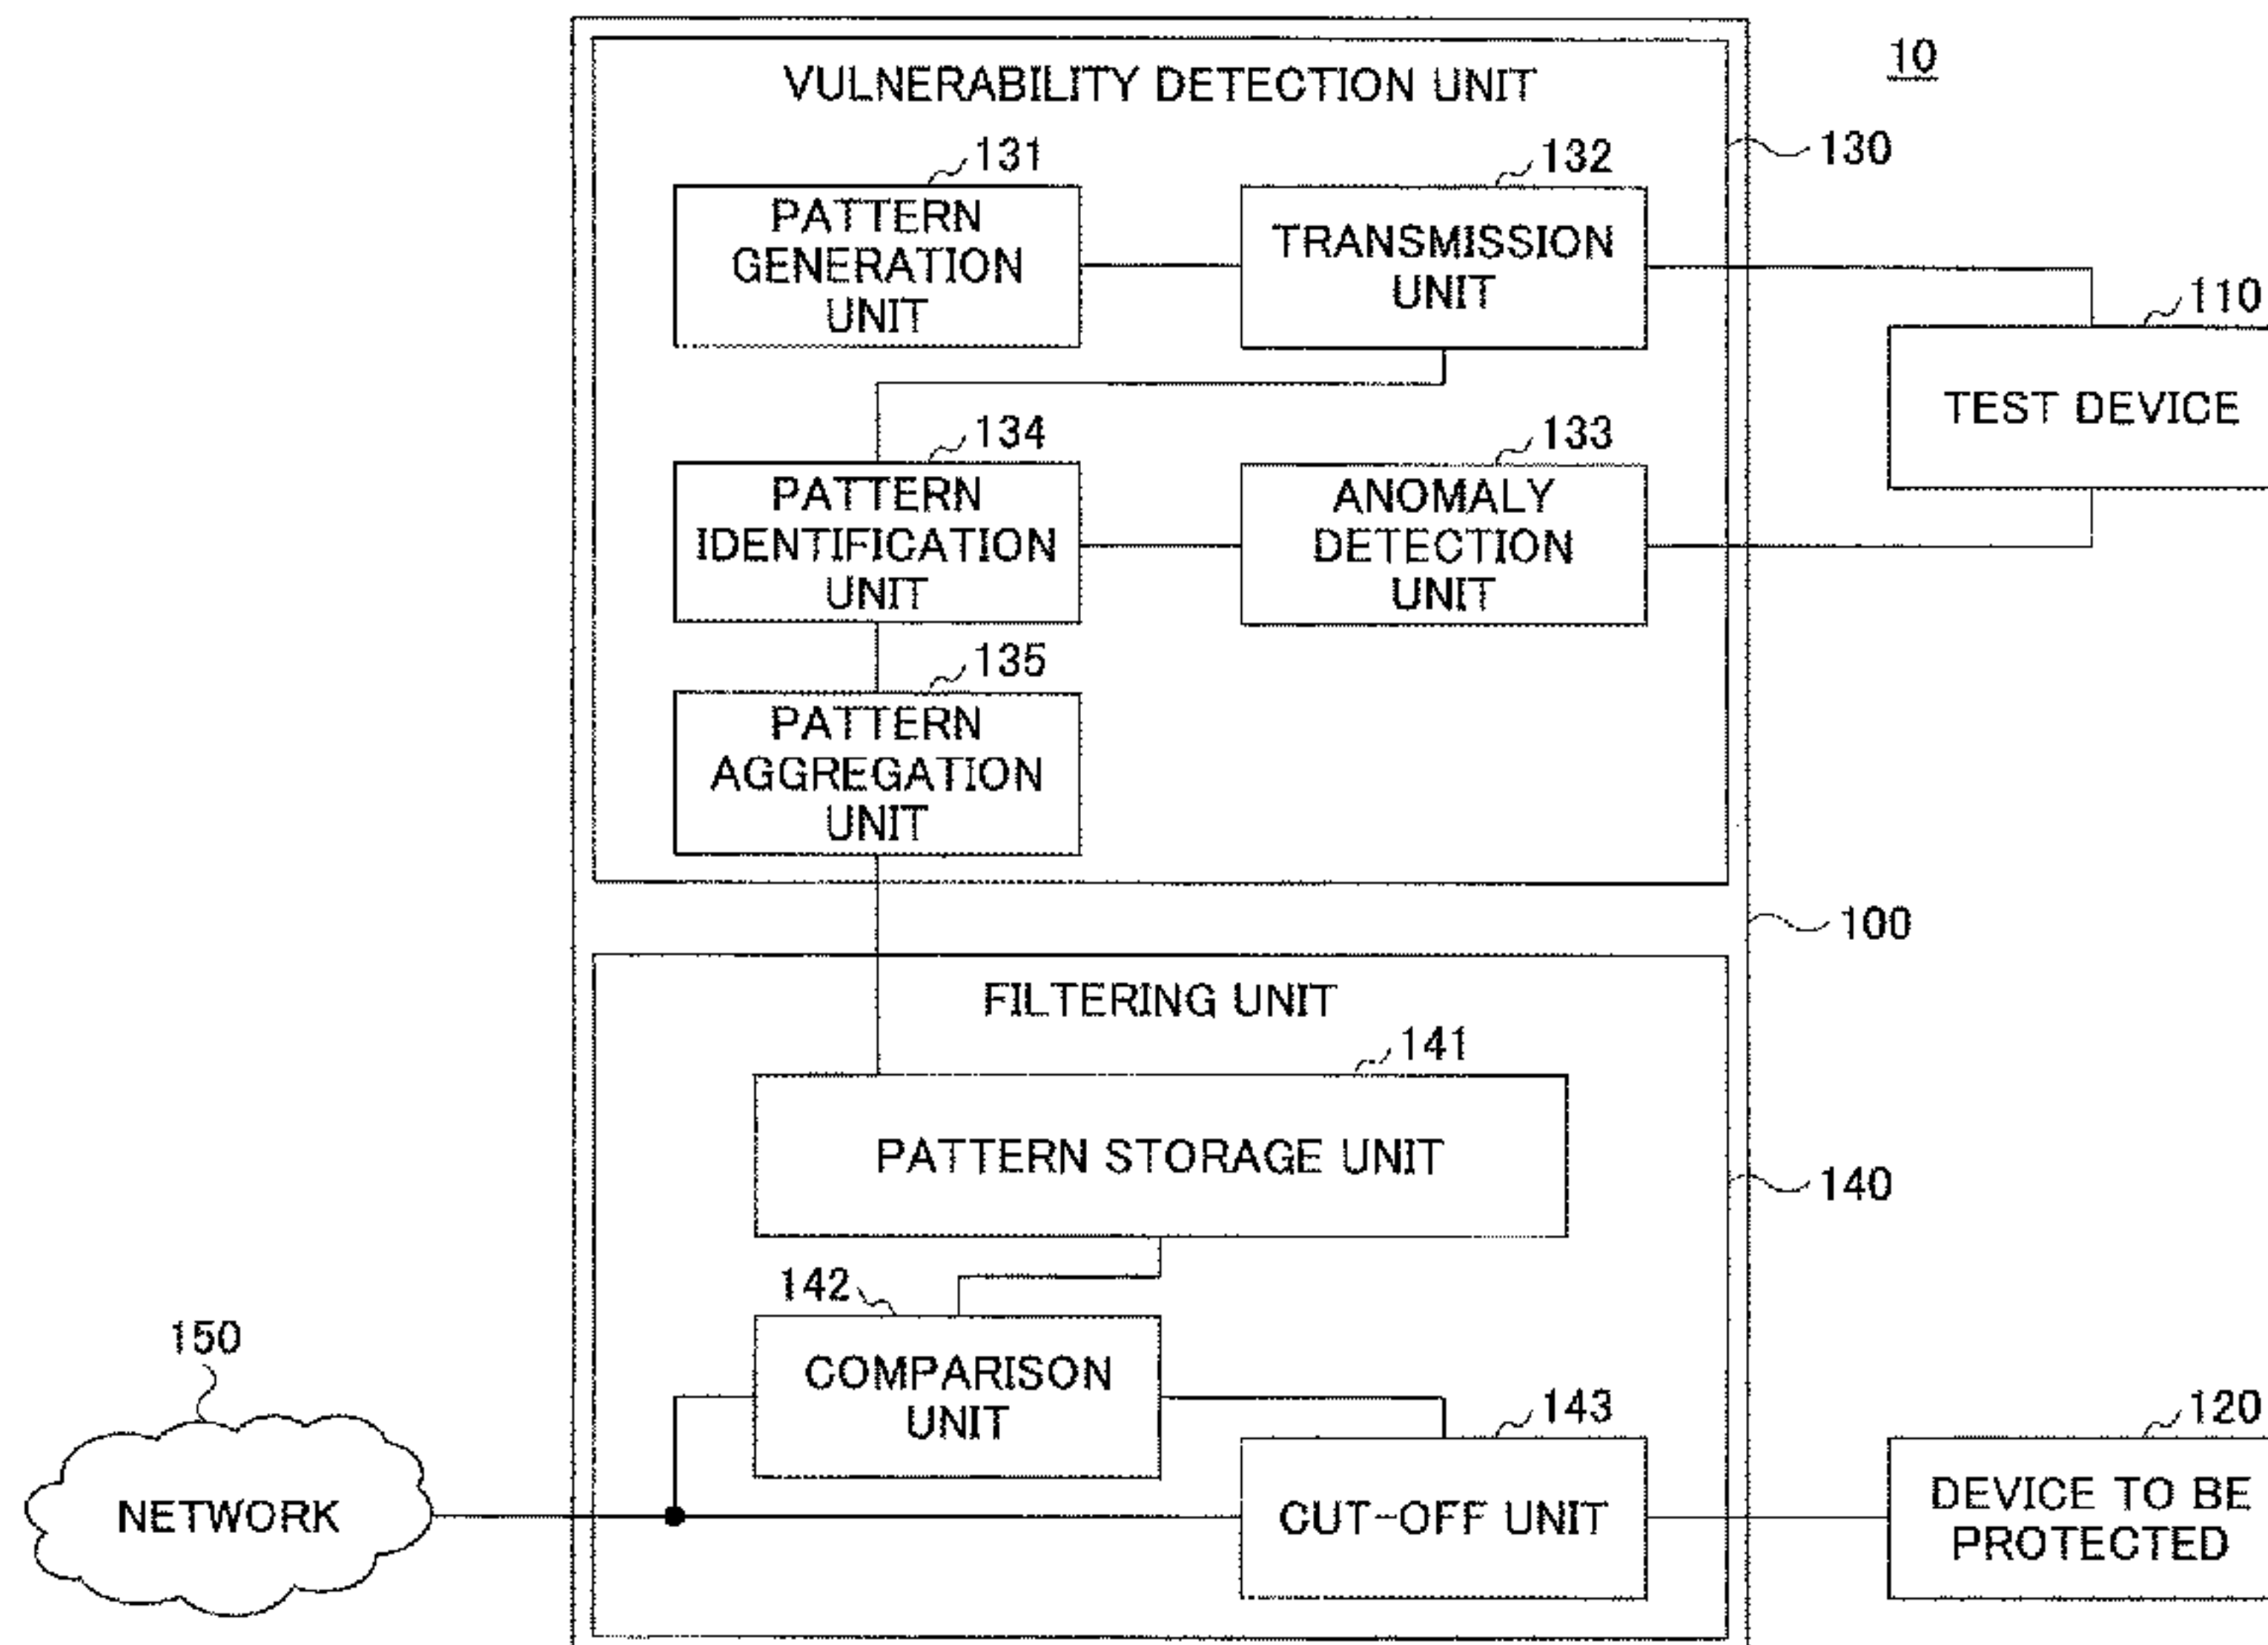 10
VULNERABILITY DETECTION UNIT
130
131
PATTERN
GENERATION
UNIT
132
TRANSMISSION
UNIT
110
TEST DEVICE
134
PATTERN
IDENTIFICATION
UNIT
133
ANOMALY
DETECTION
UNIT
135
PATTERN
AGGREGATION
UNIT
100
FILTERING UNIT
141
PATTERN STORAGE UNIT
140
142
COMPARISON
UNIT
150
NETWORK
143
CUT-OFF UNIT
120
DEVICE TO BE
PROTECTED